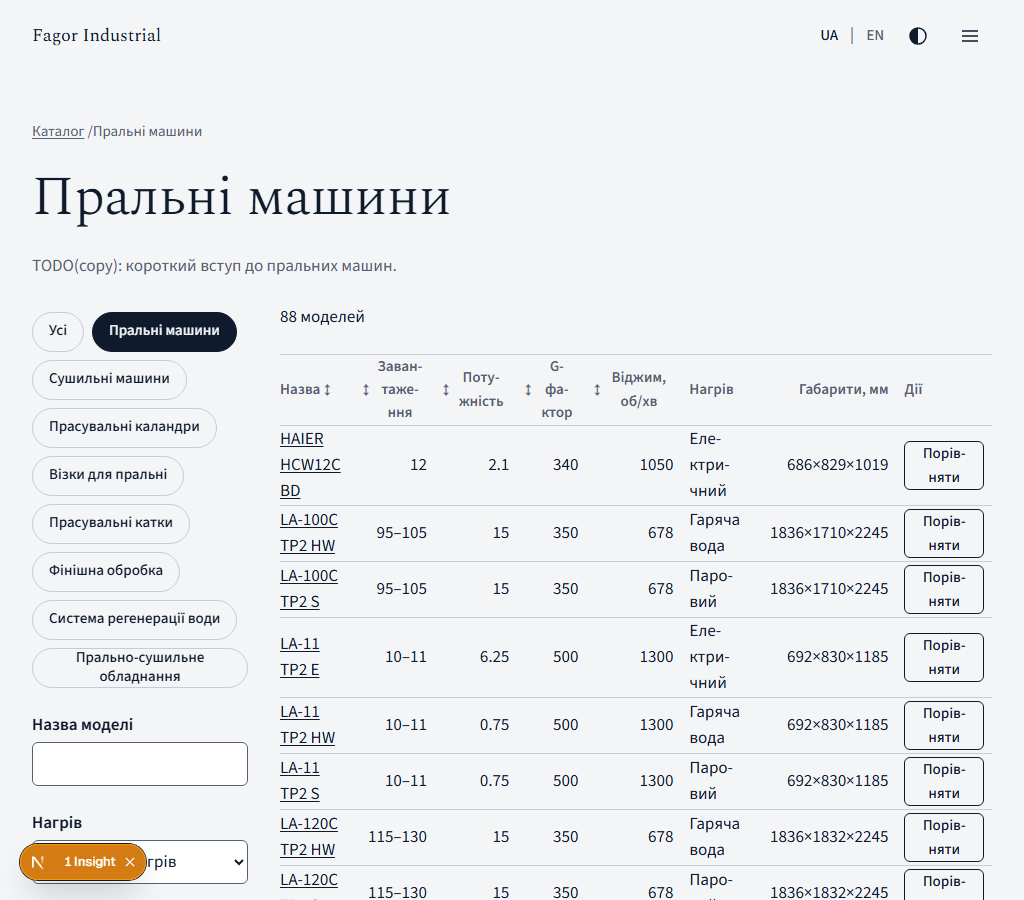 Fagor Industrial
UA | EN
Каталог /Пральні машини
Пральні машини
TODO(copy): короткий вступ до пральних машин.
Усі
Пральні машини
Сушильні машини
Прасувальні каландри
Візки для пральні
Прасувальні катки
Фінішна обробка
Система регенерації води
Прально-сушильне
обладнання
Назва моделі
Нагрів
грів
1 Insight ×
88 моделей
Назва ↕
↕ Заван-
таже-
ння
↕ Поту-
жність
↕ G-
фа-
ктор
↕ Віджим,
об/хв
Нагрів
Габарити, мм
Дії
HAIER
HCW12C
BD
12
2.1
340
1050
Еле-
ктри-
чний
686×829×1019
Порів-
няти
LA-100C
TP2 HW
95–105
15
350
678
Гаряча
вода
1836×1710×2245
Порів-
няти
LA-100C
TP2 S
95–105
15
350
678
Паро-
вий
1836×1710×2245
Порів-
няти
LA-11
TP2 E
10–11
6.25
500
1300
Еле-
ктри-
чний
692×830×1185
Порів-
няти
LA-11
TP2 HW
10–11
0.75
500
1300
Гаряча
вода
692×830×1185
Порів-
няти
LA-11
TP2 S
10–11
0.75
500
1300
Паро-
вий
692×830×1185
Порів-
няти
LA-120C
TP2 HW
115–130
15
350
678
Гаряча
вода
1836×1832×2245
Порів-
няти
LA-120C
115–130
15
350
678
Паро-
1836×1832×2245
Порів-